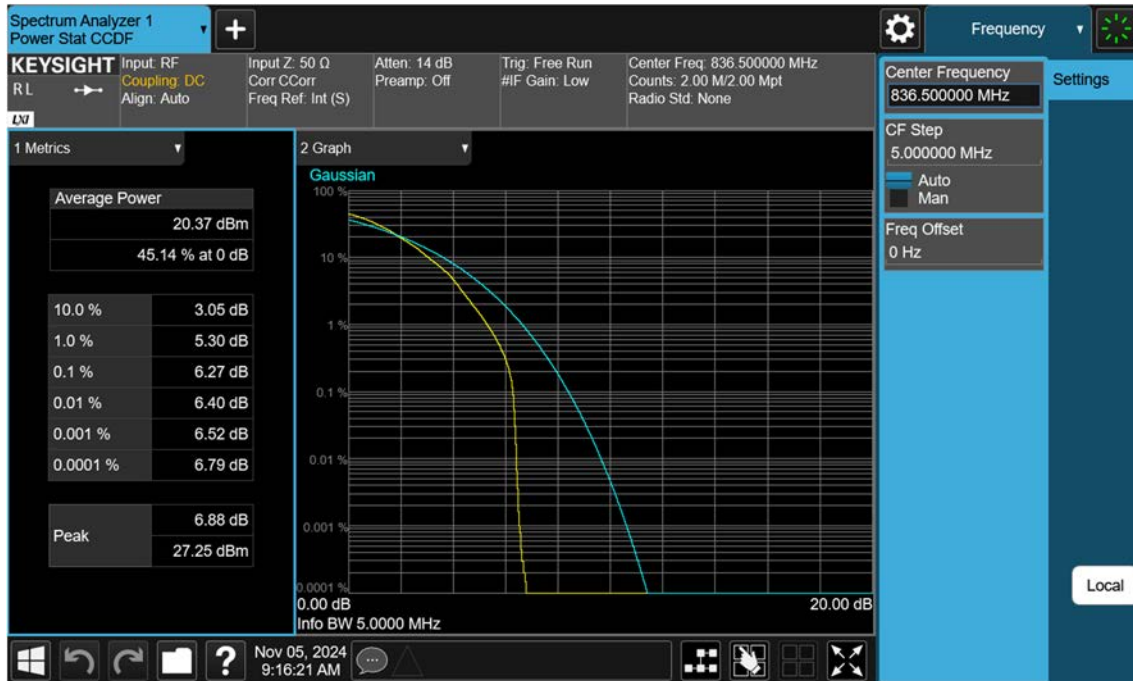 Spectrum Analyzer 1
Power Stat CCDF
+
Frequency
KEYSIGHT
RL
LXI
Input: RF
Coupling: DC
Align: Auto
Input Z: 50 Ω
Corr CCorr
Freq Ref: Int (S)
Atten: 14 dB
Preamp: Off
Trig: Free Run
#IF Gain: Low
Center Freq: 836.500000 MHz
Counts: 2.00 M/2.00 Mpt
Radio Std: None
Center Frequency
836.500000 MHz
Settings
CF Step
5.000000 MHz
Auto
Man
Freq Offset
0 Hz
Local
1 Metrics
Average Power
20.37 dBm
45.14 % at 0 dB
10.0 % 3.05 dB
1.0 % 5.30 dB
0.1 % 6.27 dB
0.01 % 6.40 dB
0.001 % 6.52 dB
0.0001 % 6.79 dB
Peak
6.88 dB
27.25 dBm
2 Graph
Gaussian
100 %
10 %
1 %
0.1 %
0.01 %
0.001 %
0.0001 %
0.00 dB 20.00 dB
Info BW 5.0000 MHz
?
Nov 05, 2024
9:16:21 AM